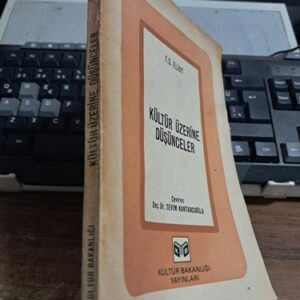 T.S. ELIOT
KÜLTÜR ÜZERİNE
DÜŞÜNCELER
Çeviren
Doç. Dr. SEVİM KANTARCIOĞLU
KÜLTÜR BAKANLIĞI
YAYINLARI
KÜLTÜR ÜZERİNE DÜŞÜNCELER
KÜLTÜR BAKANLIĞI
YAYINLARI